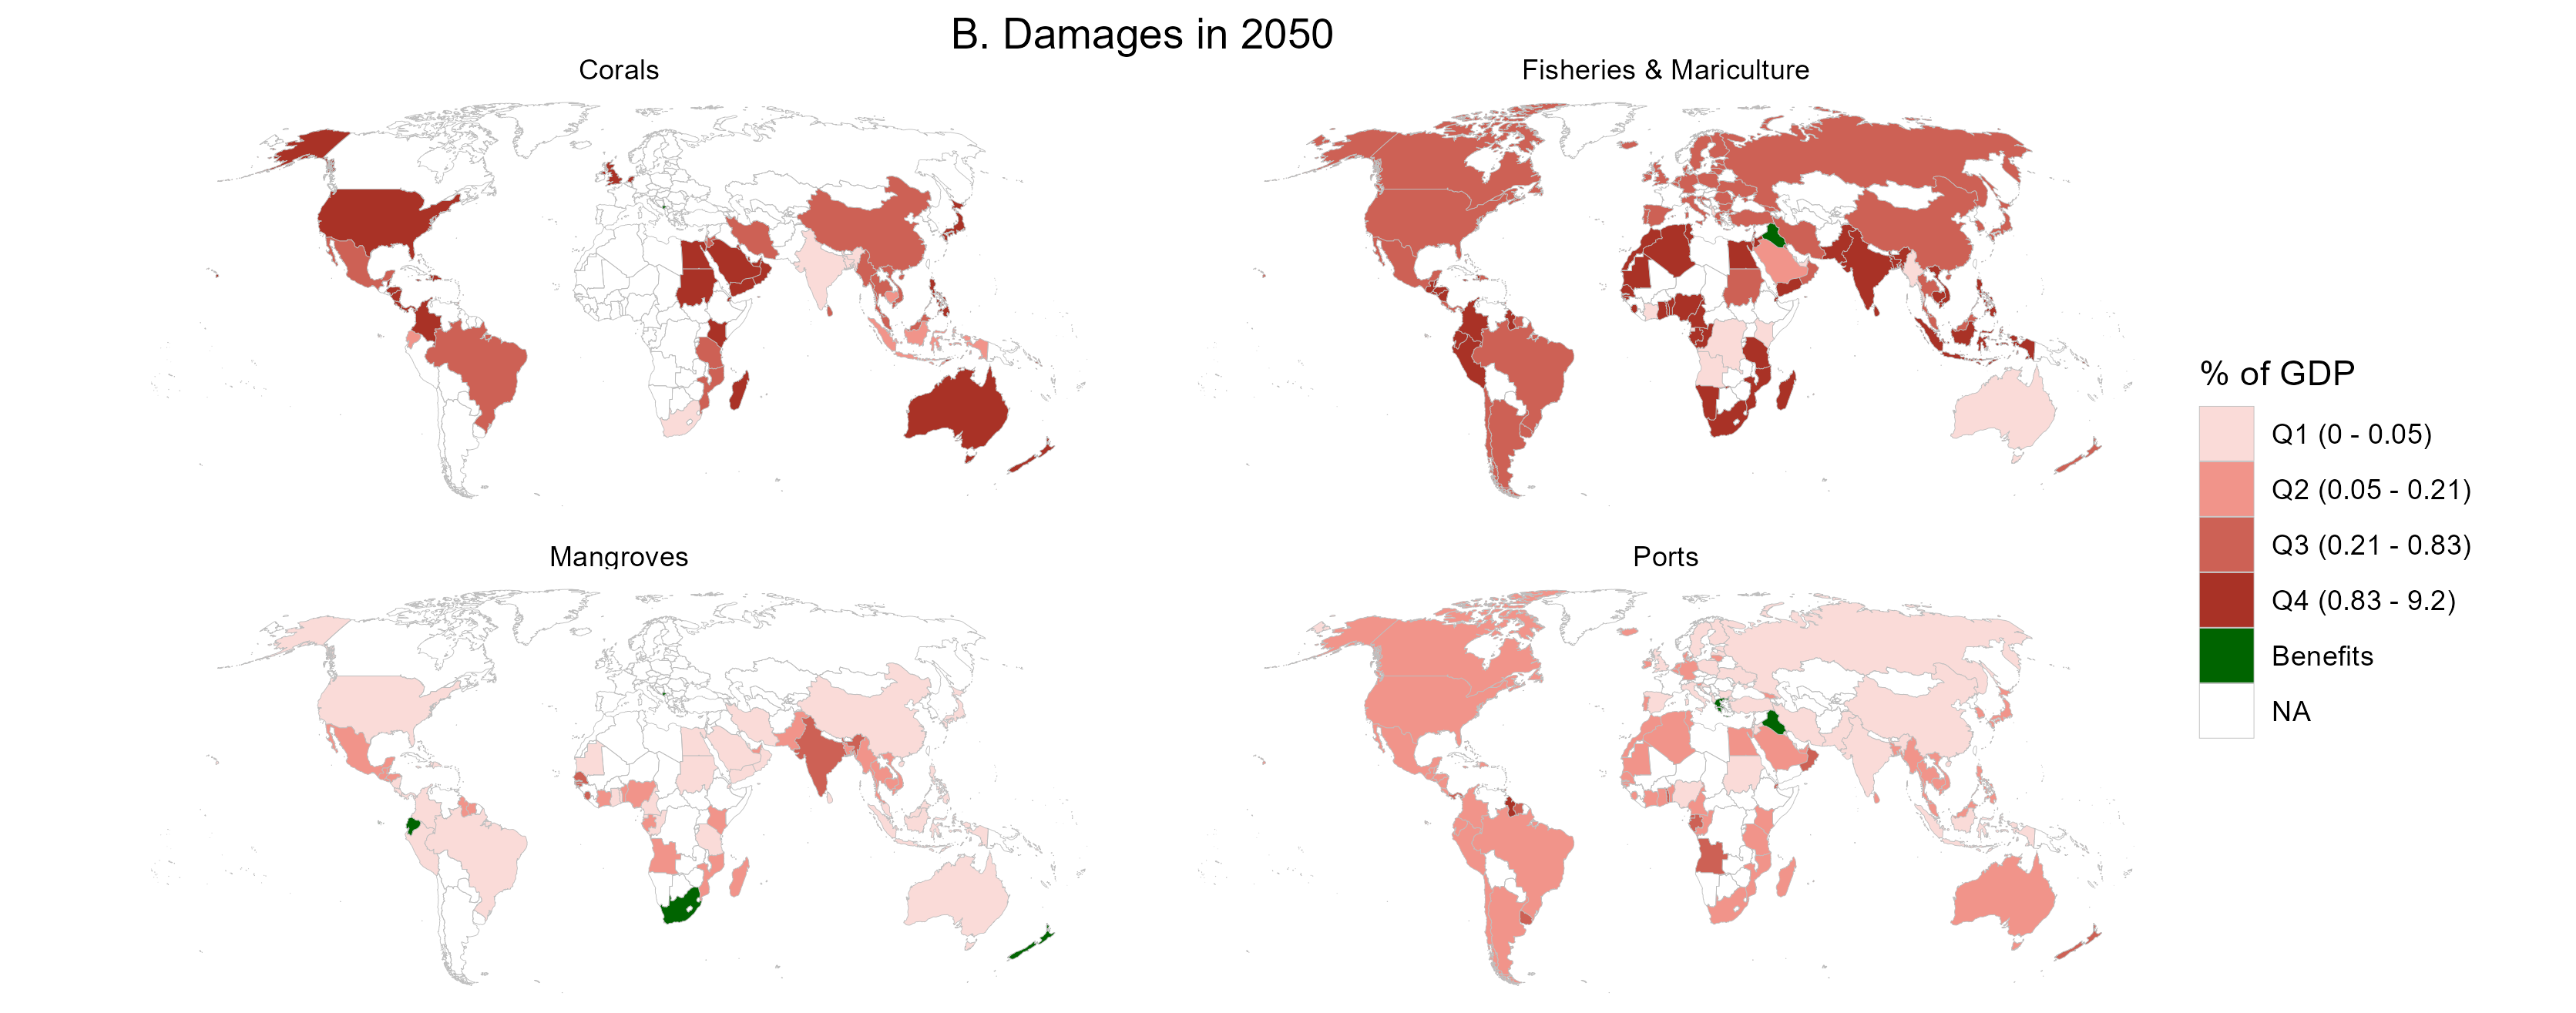 B. Damages in 2050
Corals
Fisheries & Mariculture
Mangroves
Ports
% of GDP
Q1 (0 - 0.05)
Q2 (0.05 - 0.21)
Q3 (0.21 - 0.83)
Q4 (0.83 - 9.2)
Benefits
NA